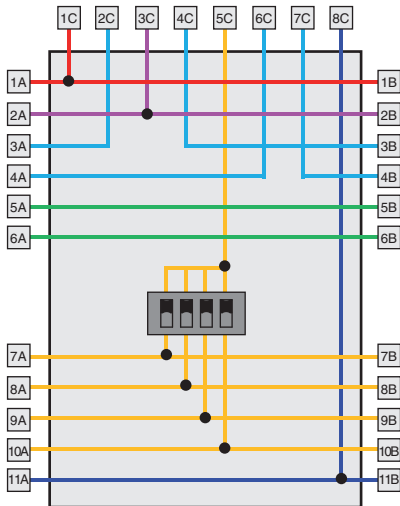 1C 2C 3C 4C 5C 6C 7C 8C
1A 1B
2A 2B
3A 3B
4A 4B
5A 5B
6A 6B
7A 7B
8A 8B
9A 9B
10A 10B
11A 11B